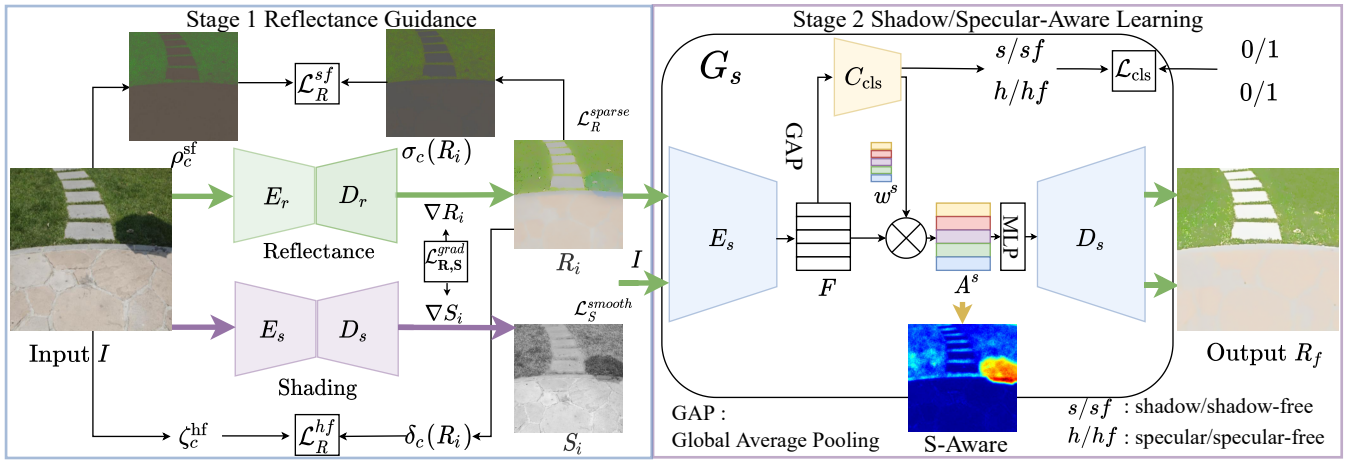 Stage 1 Reflectance Guidance
Stage 2 Shadow/Specular-Aware Learning
G_s
C_cls
s/sf
h/hf
L_cls
0/1
0/1
L_R^sf
L_R^sparse
ρ_c^sf
σ_c(R_i)
E_r
D_r
Reflectance
∇R_i
L_R,S^grad
∇S_i
R_i
I
L_S^smooth
GAP
w^s
E_s
F
A^s
MLP
D_s
E_s
D_s
Shading
Input I
Output R_f
ζ_c^hf
L_R^hf
δ_c(R_i)
S_i
GAP :
Global Average Pooling
S-Aware
s/sf : shadow/shadow-free
h/hf : specular/specular-free